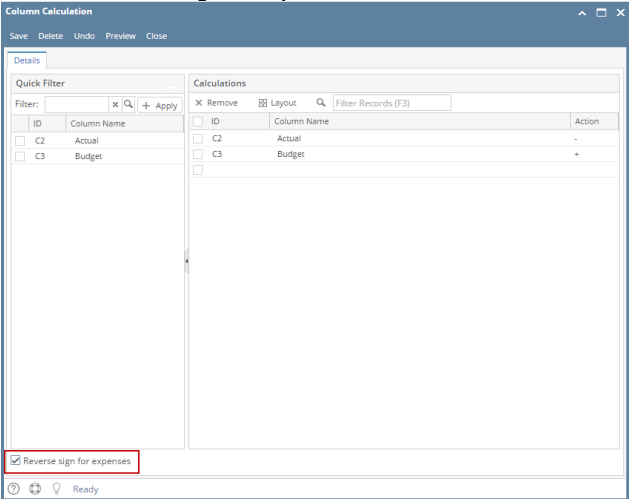 Column Calculation
Save Delete Undo Preview Close
Details
Quick Filter
Filter: Apply
ID Column Name
C2 Actual
C3 Budget
Calculations
Remove Layout Filter Records (F3)
ID Column Name Action
C2 Actual -
C3 Budget +
Reverse sign for expenses
Ready